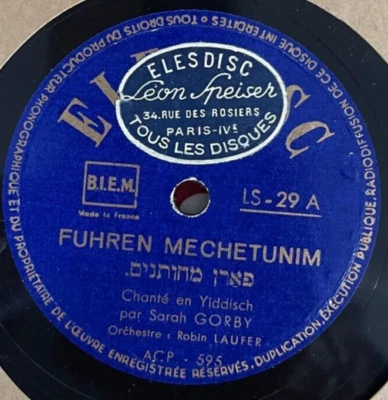 ELESDISC
Léon Speiser
34, RUE DES ROSIERS
PARIS-IVE
TOUS LES DISQUES
B.I.E.M.
Made in France
LS-29 A
FUHREN MECHETUNIM
פארן מחותנים.
Chanté en Yiddisch
par Sarah GORBY
Orchestre : Robin LAUFER
ACP - 595
TOUS DROITS DU PRODUCTEUR PHONOGRAPHIQUE ET DU PROPRIÉTAIRE DE L'ŒUVRE ENREGISTRÉE RÉSERVÉS, DUPLICATION, EXÉCUTION PUBLIQUE, RADIODIFFUSION DE CE DISQUE INTERDITES